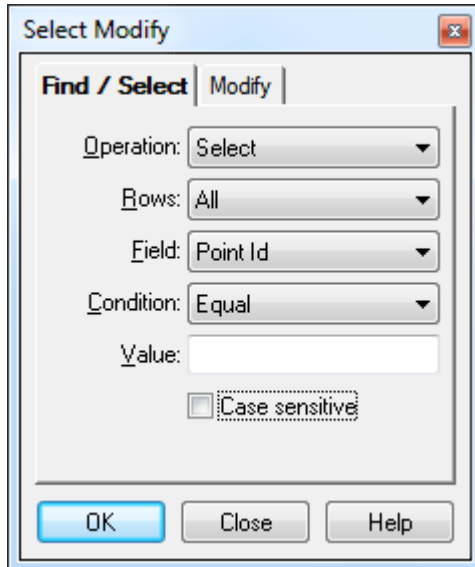 Select Modify
Find / Select Modify
Operation: Select
Rows: All
Field: Point Id
Condition: Equal
Value:
Case sensitive
OK Close Help